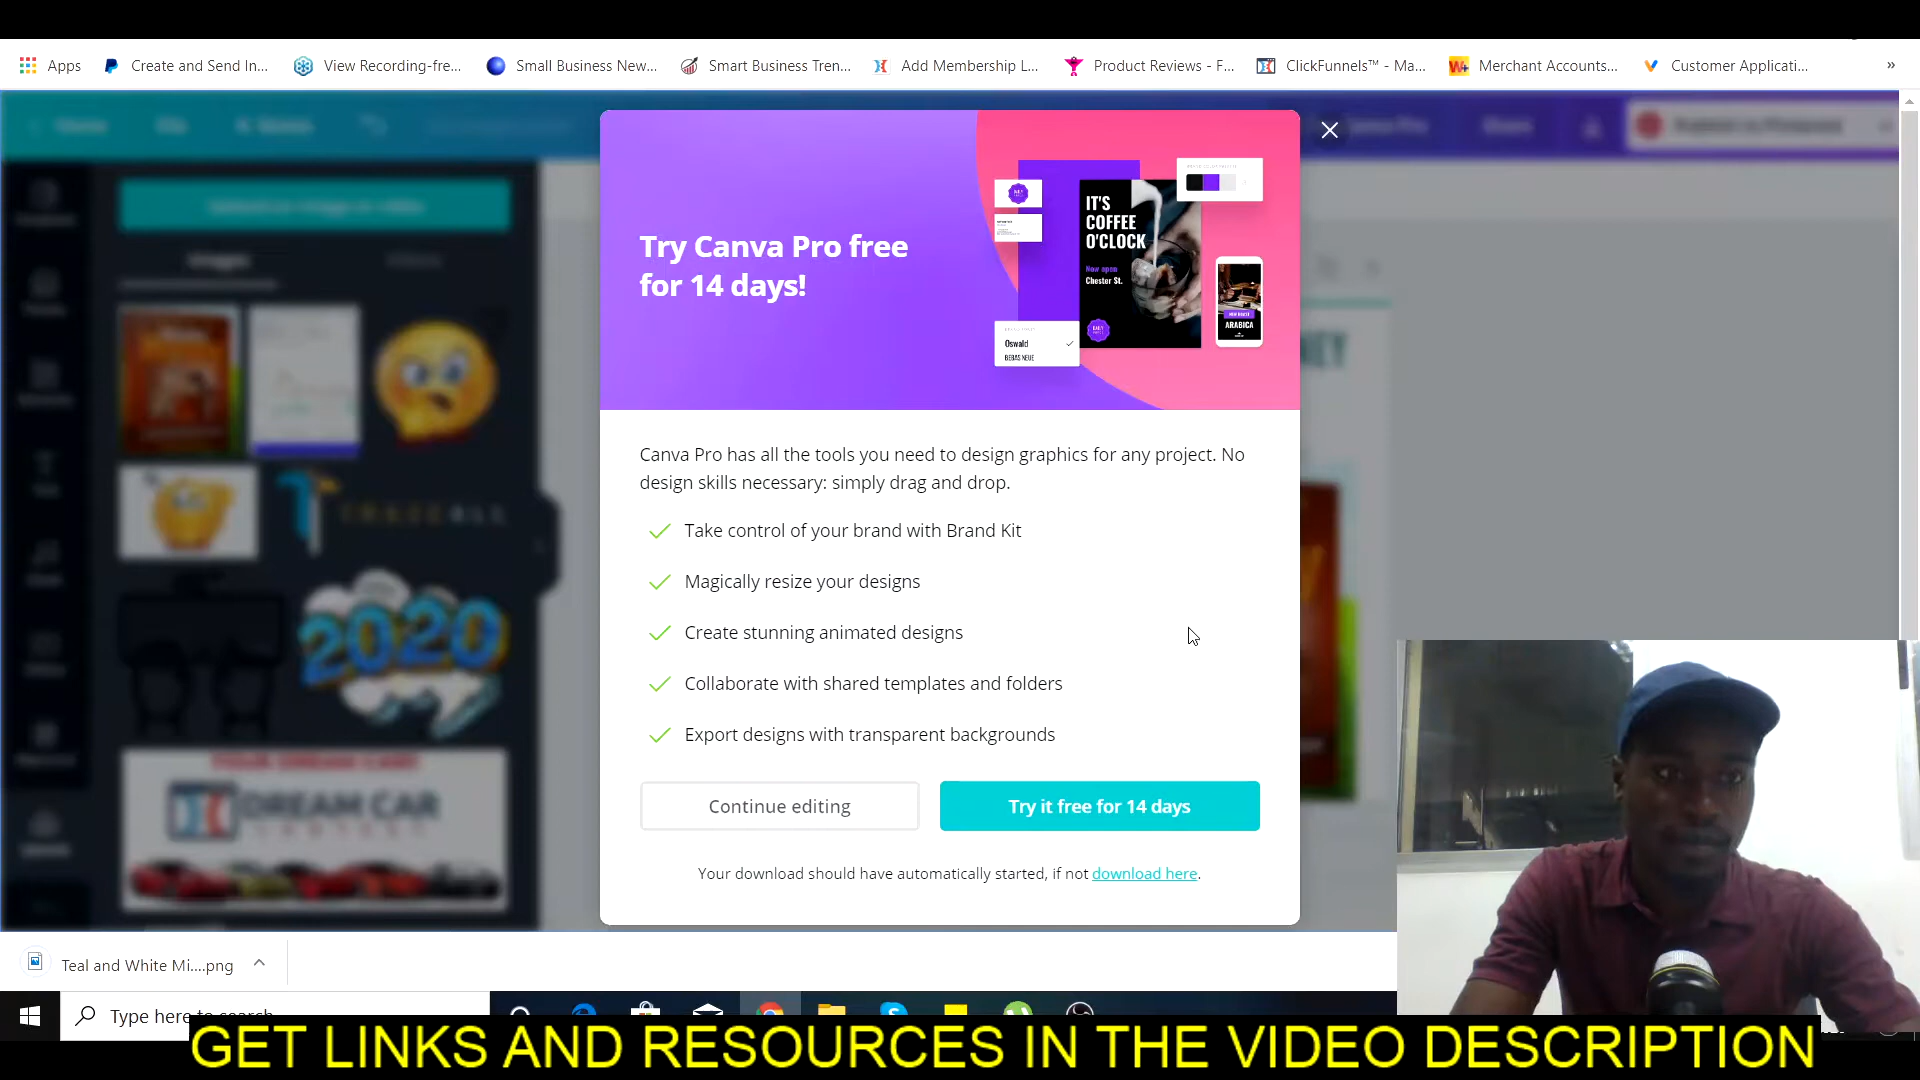 Apps
Create and Send In...
View Recording-fre...
Small Business New...
Smart Business Tren...
Add Membership L...
Product Reviews - F...
ClickFunnels™ - Ma...
Merchant Accounts...
Customer Applicati...
»
Try Canva Pro free
for 14 days!
IT'S
COFFEE
O'CLOCK
Now open
Chester St.
Oswald
BEBAS NEUE
ARABICA
Canva Pro has all the tools you need to design graphics for any project. No
design skills necessary: simply drag and drop.
Take control of your brand with Brand Kit
Magically resize your designs
Create stunning animated designs
Collaborate with shared templates and folders
Export designs with transparent backgrounds
Continue editing
Try it free for 14 days
Your download should have automatically started, if not download here.
2020
DREAM CAR
Teal and White Mi....png
Type here to search
GET LINKS AND RESOURCES IN THE VIDEO DESCRIPTION